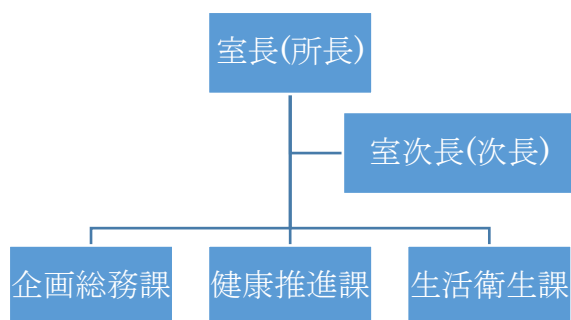 室長(所長)
室次長(次長)
企画総務課
健康推進課
生活衛生課